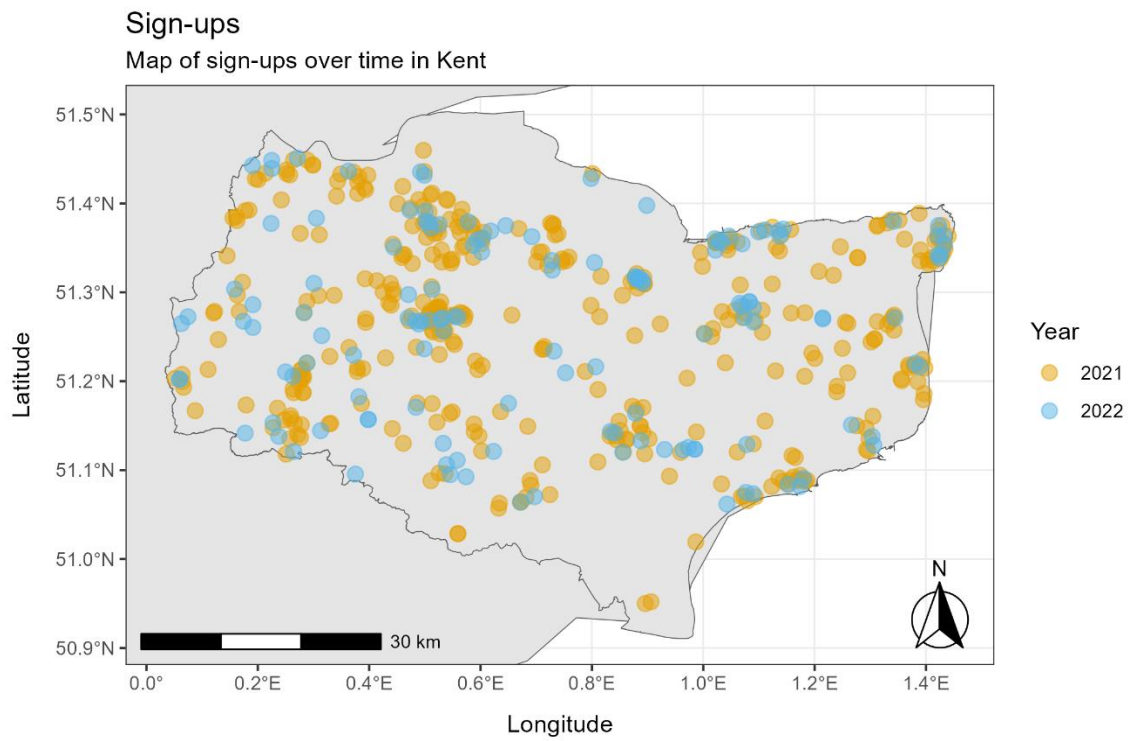 Sign-ups
Map of sign-ups over time in Kent
51.5°N
51.4°N
51.3°N
51.2°N
51.1°N
51.0°N
50.9°N
Latitude
30 km
N
0.0°
0.2°E
0.4°E
0.6°E
0.8°E
1.0°E
1.2°E
1.4°E
Longitude
Year
2021
2022